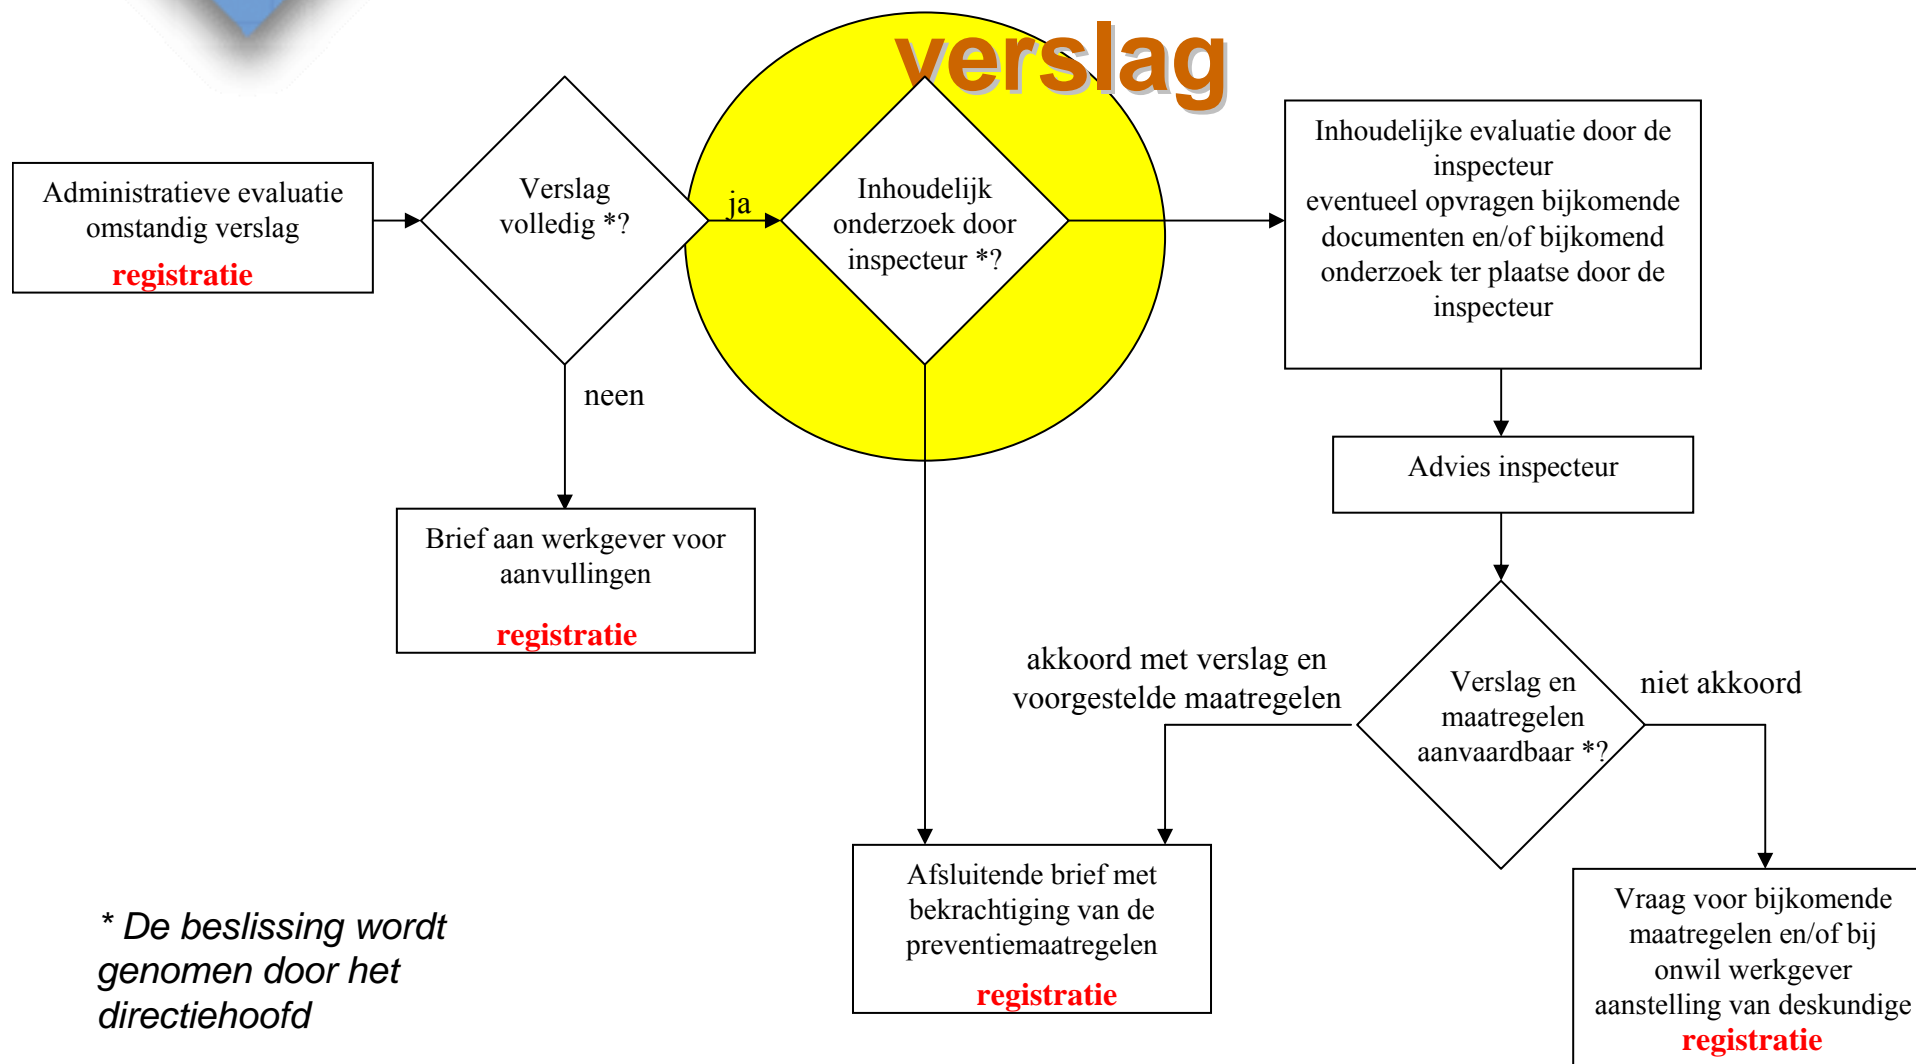 verslag
Administratieve evaluatie
omstandig verslag
registratie
Verslag
volledig *?
ja
neen
Brief aan werkgever voor
aanvullingen
registratie
Inhoudelijk
onderzoek door
inspecteur *?
Inhoudelijke evaluatie door de
inspecteur
eventueel opvragen bijkomende
documenten en/of bijkomend
onderzoek ter plaatse door de
inspecteur
Advies inspecteur
Verslag en
maatregelen
aanvaardbaar *?
akkoord met verslag en
voorgestelde maatregelen
niet akkoord
Afsluitende brief met
bekrachtiging van de
preventiemaatregelen
registratie
Vraag voor bijkomende
maatregelen en/of bij
onwil werkgever
aanstelling van deskundige
registratie
* De beslissing wordt
genomen door het
directiehoofd